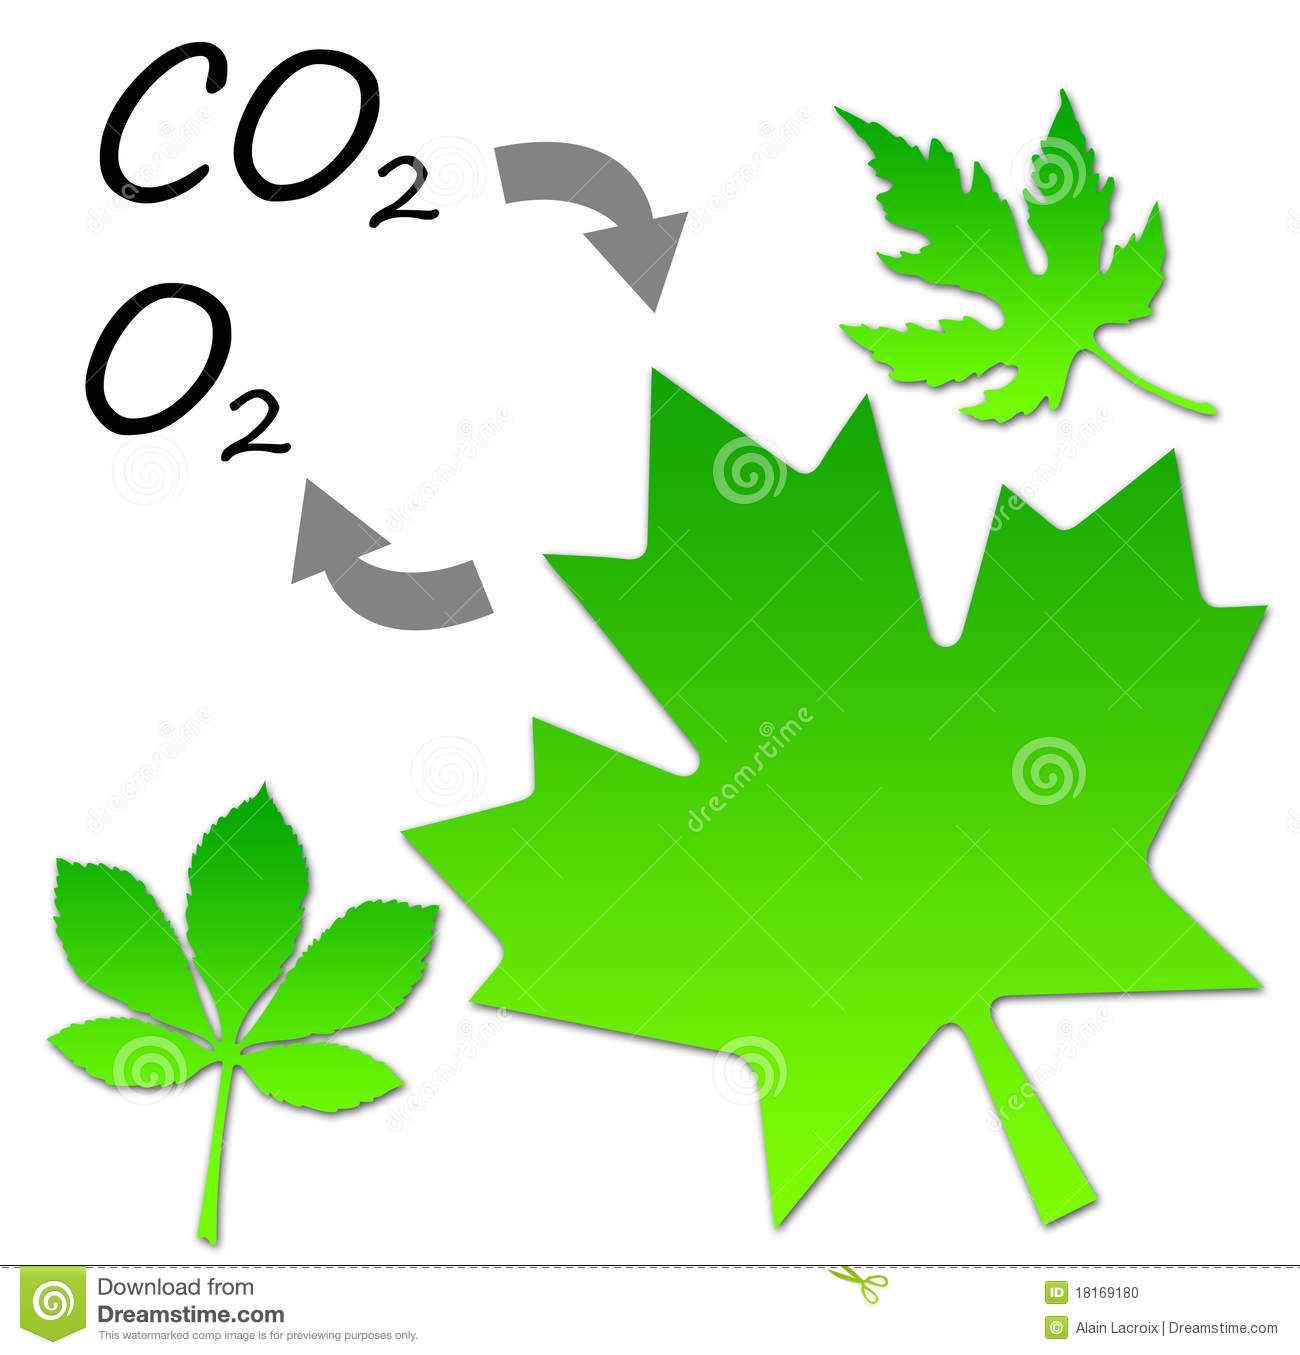 CO2
O2
dreamstime
Download from
Dreamstime.com
This watermarked comp image is for previewing purposes only.
ID 18169180
© Alain Lacroix | Dreamstime.com